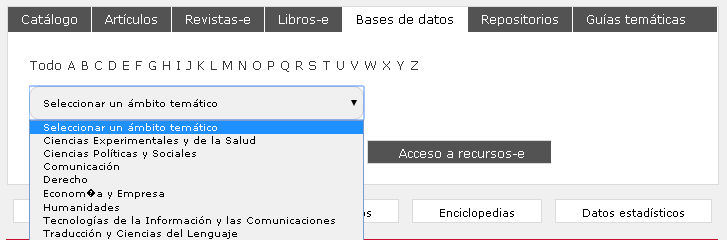 Catálogo Artículos Revistas-e Libros-e Bases de datos Repositorios Guías temáticas
Todo A B C D E F G H I J K L M N O P Q R S T U V W X Y Z
Seleccionar un ámbito temático
Seleccionar un ámbito temático
Ciencias Experimentales y de la Salud
Ciencias Políticas y Sociales
Comunicación
Acceso a recursos-e
Derecho
Econom�a y Empresa
Humanidades
Enciclopedias Datos estadísticos
Tecnologías de la Información y las Comunicaciones
Traducción y Ciencias del Lenguaje